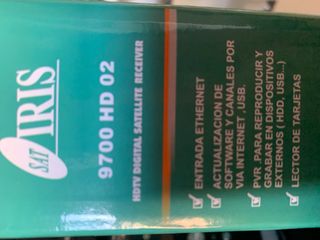 IRIS
SAT
9700 HD 02
HDTV DIGITAL SATELLITE RECEIVER
ENTRADA ETHERNET
ACTUALIZACION DE
SOFTWARE Y CANALES POR
VIA INTERNET , USB.
PVR .PARA REPRODUCIR Y
GRABAR EN DISPOSITIVOS
EXTERNOS ( HDD, USB...)
LECTOR DE TARJETAS